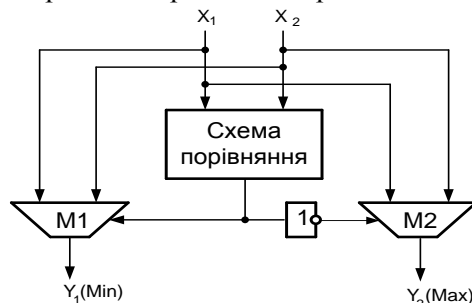 X1 X2
Схема
порівняння
M1 1 M2
Y1(Min) Y2(Max)